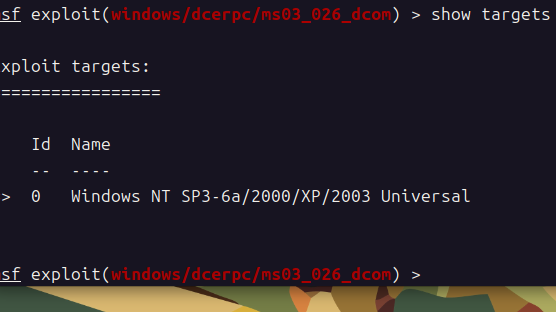 sf exploit(windows/dcerpc/ms03_026_dcom) > show targets
xploit targets:
================
Id Name
-- ----
> 0 Windows NT SP3-6a/2000/XP/2003 Universal
sf exploit(windows/dcerpc/ms03_026_dcom) >